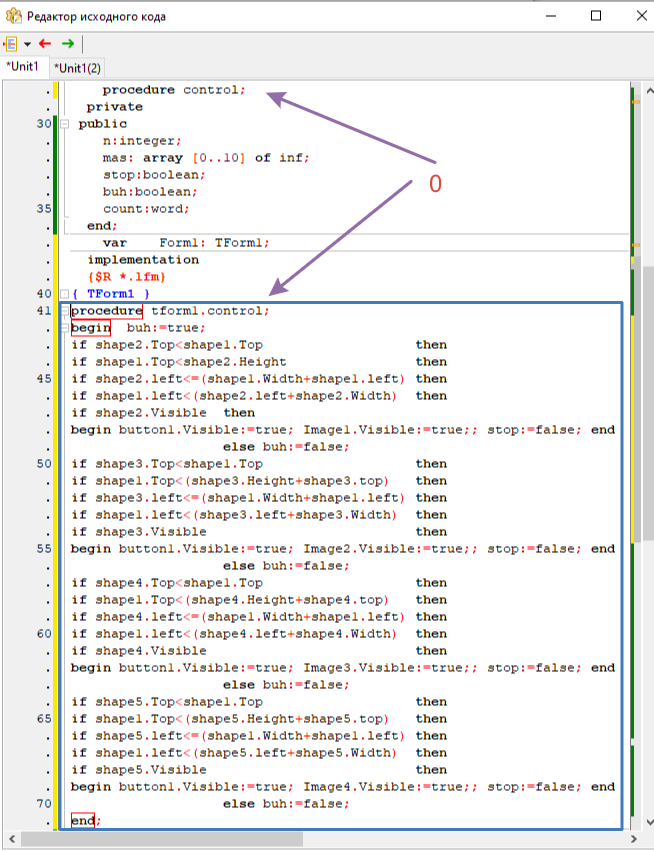 Редактор исходного кода
*Unit1 *Unit1(2)
procedure control;
private
30 public
n:integer;
mas: array [0..10] of inf;
stop:boolean;
buh:boolean;
35 count:word;
end;
var Form1: TForm1;
implementation
{$R *.lfm}
40 { TForm1 }
41 procedure tform1.control;
begin buh:=true;
if shape2.Top<shape1.Top then
if shape1.Top<shape2.Height then
45 if shape2.left<=(shape1.Width+shape1.left) then
if shape1.left<(shape2.left+shape2.Width) then
if shape2.Visible then
begin button1.Visible:=true; Image1.Visible:=true;; stop:=false; end
else buh:=false;
50 if shape3.Top<shape1.Top then
if shape1.Top<(shape3.Height+shape3.top) then
if shape3.left<=(shape1.Width+shape1.left) then
if shape1.left<(shape3.left+shape3.Width) then
if shape3.Visible then
55 begin button1.Visible:=true; Image2.Visible:=true;; stop:=false; end
else buh:=false;
if shape4.Top<shape1.Top then
if shape1.Top<(shape4.Height+shape4.top) then
if shape4.left<=(shape1.Width+shape1.left) then
60 if shape1.left<(shape4.left+shape4.Width) then
if shape4.Visible then
begin button1.Visible:=true; Image3.Visible:=true;; stop:=false; end
else buh:=false;
if shape5.Top<shape1.Top then
65 if shape1.Top<(shape5.Height+shape5.top) then
if shape5.left<=(shape1.Width+shape1.left) then
if shape1.left<(shape5.left+shape5.Width) then
if shape5.Visible then
begin button1.Visible:=true; Image4.Visible:=true;; stop:=false; end
70 else buh:=false;
end;
0